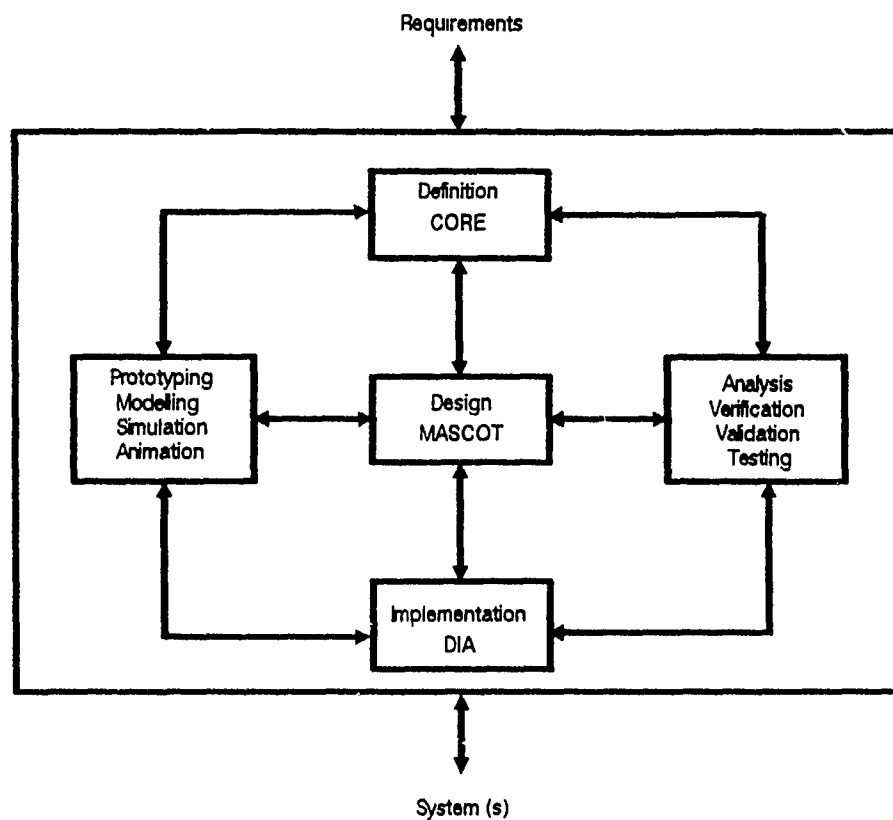 Requirements
Definition
CORE
Prototyping
Modelling
Simulation
Animation
Design
MASCOT
Analysis
Verification
Validation
Testing
Implementation
DIA
System (s)